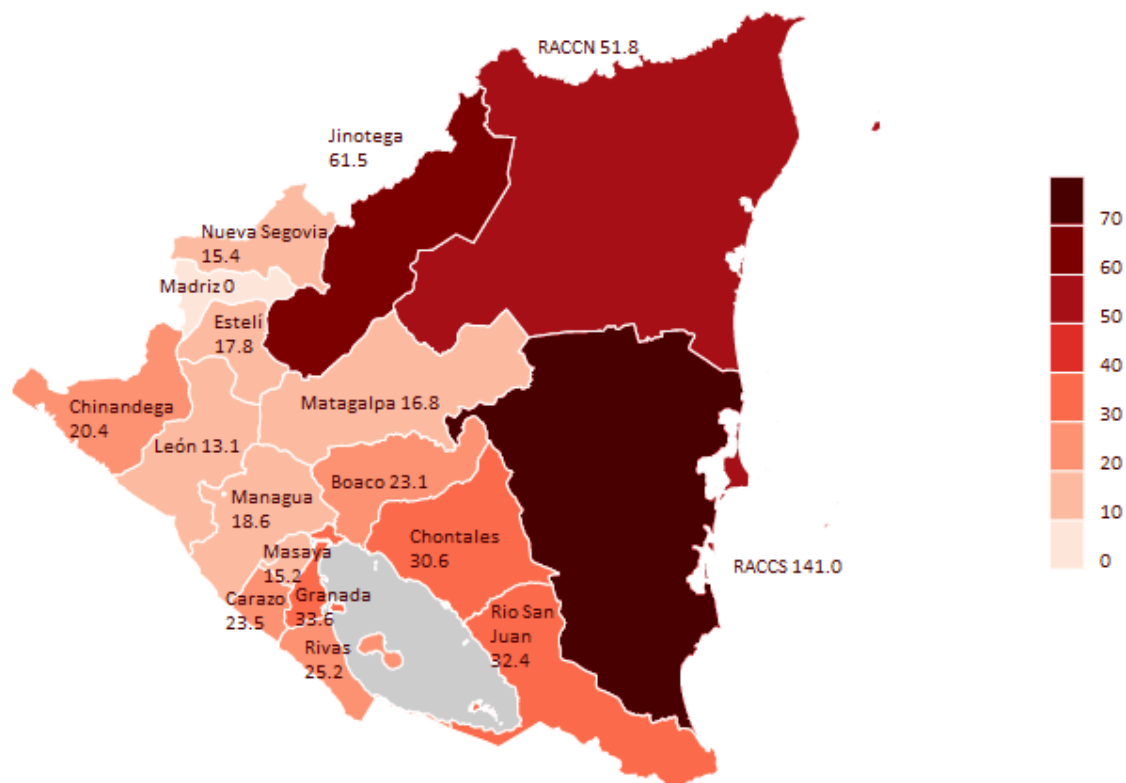 RACCN 51.8
Jinotega
61.5
Nueva Segovia
15.4
Madriz 0
Estelí
17.8
Chinandega
20.4
Matagalpa 16.8
León 13.1
Boaco 23.1
Managua
18.6
Chontales
30.6
Masaya
15.2
RACCS 141.0
Carazo
23.5
Granada
33.6
Rio San
Juan
32.4
Rivas
25.2
70
60
50
40
30
20
10
0